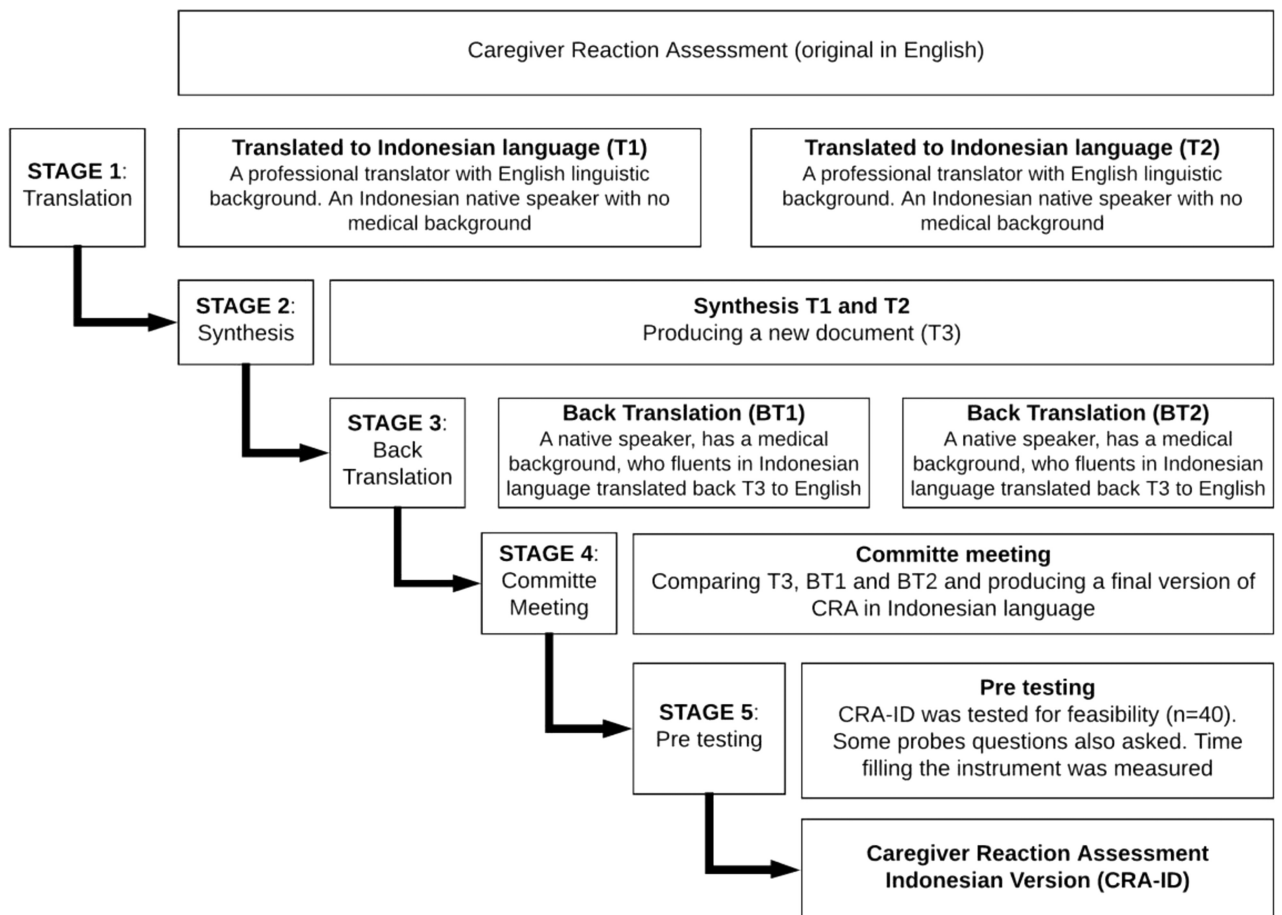 Caregiver Reaction Assessment (original in English)
STAGE 1:
Translation
Translated to Indonesian language (T1)
A professional translator with English linguistic
background. An Indonesian native speaker with no
medical background
Translated to Indonesian language (T2)
A professional translator with English linguistic
background. An Indonesian native speaker with no
medical background
STAGE 2:
Synthesis
Synthesis T1 and T2
Producing a new document (T3)
STAGE 3:
Back
Translation
Back Translation (BT1)
A native speaker, has a medical
background, who fluents in Indonesian
language translated back T3 to English
Back Translation (BT2)
A native speaker, has a medical
background, who fluents in Indonesian
language translated back T3 to English
STAGE 4:
Committe
Meeting
Committe meeting
Comparing T3, BT1 and BT2 and producing a final version of
CRA in Indonesian language
STAGE 5:
Pre testing
Pre testing
CRA-ID was tested for feasibility (n=40).
Some probes questions also asked. Time
filling the instrument was measured
Caregiver Reaction Assessment
Indonesian Version (CRA-ID)